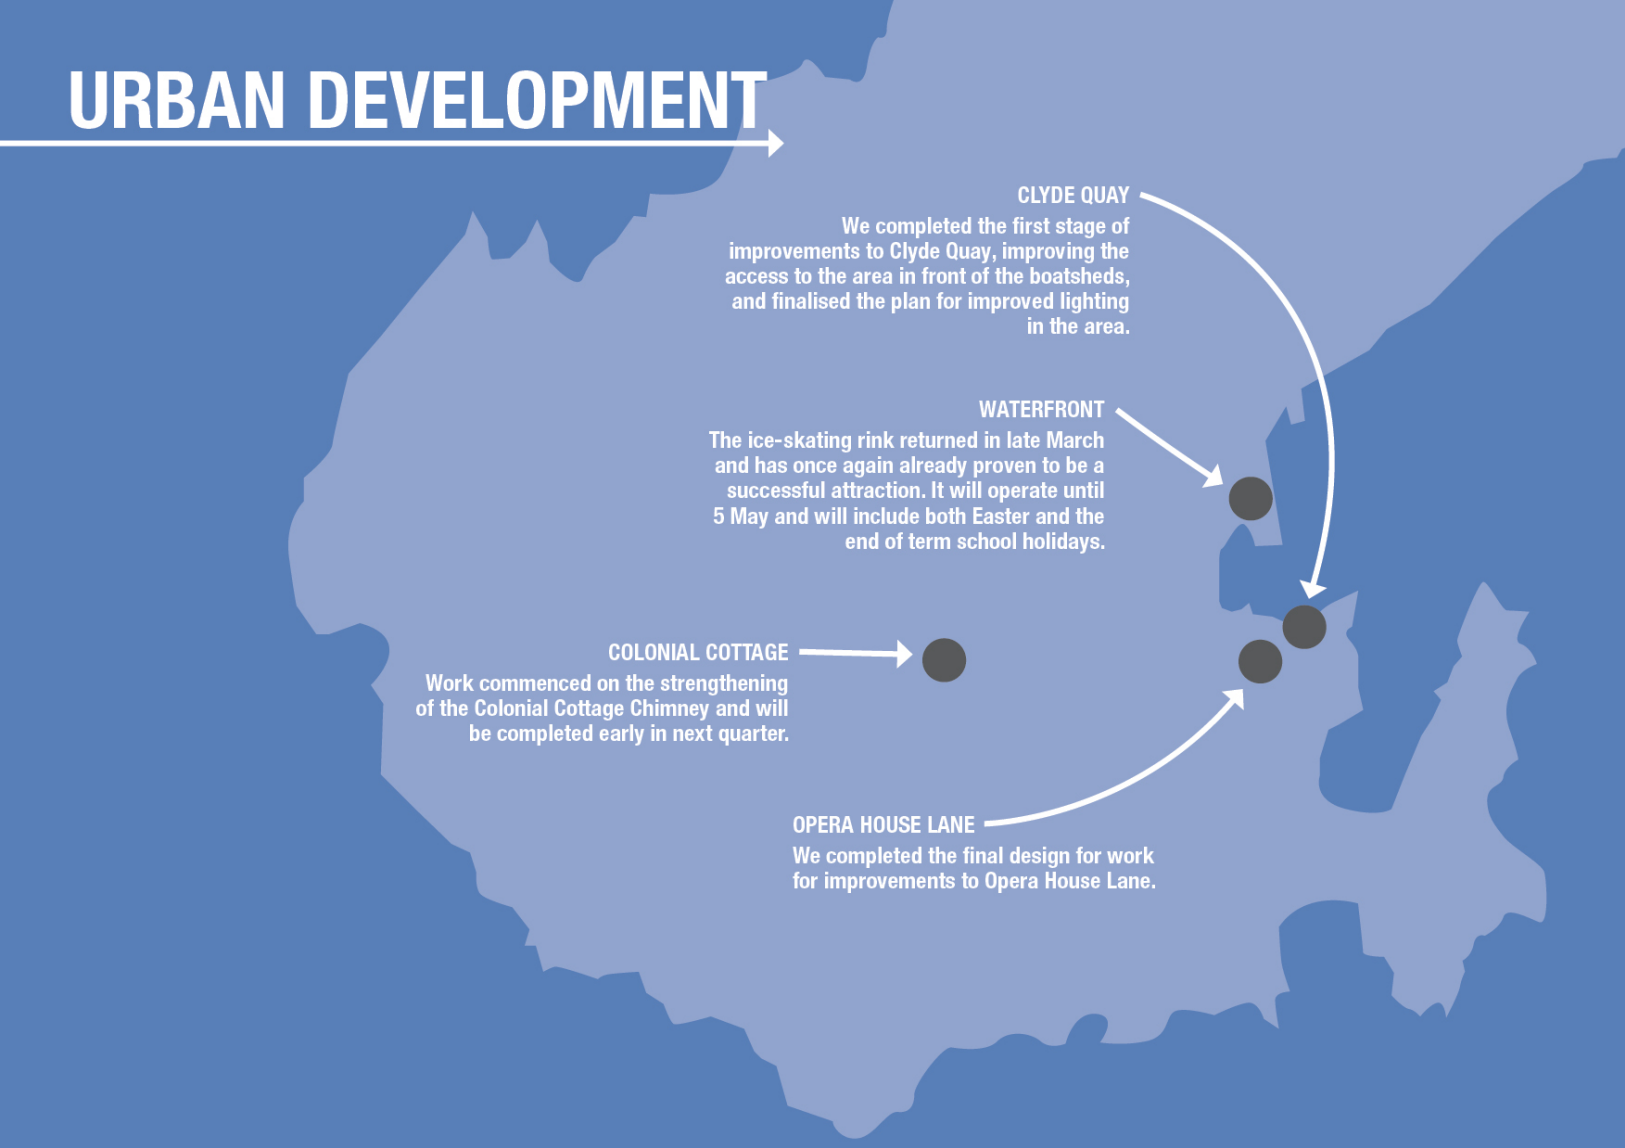 URBAN DEVELOPMENT
CLYDE QUAY
We completed the first stage of
improvements to Clyde Quay, improving the
access to the area in front of the boatsheds,
and finalised the plan for improved lighting
in the area.
WATERFRONT
The ice-skating rink returned in late March
and has once again already proven to be a
successful attraction. It will operate until
5 May and will include both Easter and the
end of term school holidays.
COLONIAL COTTAGE
Work commenced on the strengthening
of the Colonial Cottage Chimney and will
be completed early in next quarter.
OPERA HOUSE LANE
We completed the final design for work
for improvements to Opera House Lane.